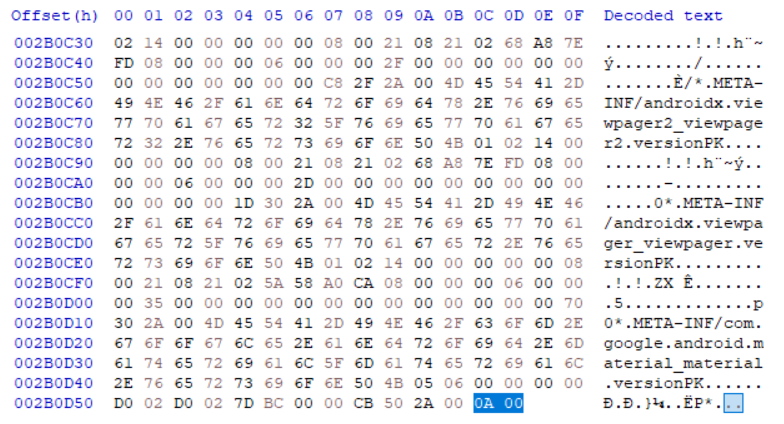 Offset(h) 00 01 02 03 04 05 06 07 08 09 0A 0B 0C 0D 0E 0F Decoded text
002B0C30 02 14 00 00 00 00 00 08 00 21 08 21 02 68 A8 7E .........!.!.h¨~
002B0C40 FD 08 00 00 00 06 00 00 00 2F 00 00 00 00 00 00 ý......../......
002B0C50 00 00 00 00 00 00 00 C8 2F 2A 00 4D 45 54 41 2D .......È/*.META-
002B0C60 49 4E 46 2F 61 6E 64 72 6F 69 64 78 2E 76 69 65 INF/androidx.vie
002B0C70 77 70 61 67 65 72 32 5F 76 69 65 77 70 61 67 65 wpager2_viewpage
002B0C80 72 32 2E 76 65 72 73 69 6F 6E 50 4B 01 02 14 00 r2.versionPK....
002B0C90 00 00 00 00 08 00 21 08 21 02 68 A8 7E FD 08 00 ......!.!.h¨~ý..
002B0CA0 00 00 06 00 00 00 2D 00 00 00 00 00 00 00 00 00 ......-.........
002B0CB0 00 00 00 00 1D 30 2A 00 4D 45 54 41 2D 49 4E 46 .....0*.META-INF
002B0CC0 2F 61 6E 64 72 6F 69 64 78 2E 76 69 65 77 70 61 /androidx.viewpa
002B0CD0 67 65 72 5F 76 69 65 77 70 61 67 65 72 2E 76 65 ger_viewpager.ve
002B0CE0 72 73 69 6F 6E 50 4B 01 02 14 00 00 00 00 00 08 rsionPK.........
002B0CF0 00 21 08 21 02 5A 58 A0 CA 08 00 00 00 06 00 00 .!.!.ZX Ê.......
002B0D00 00 35 00 00 00 00 00 00 00 00 00 00 00 00 00 70 .5.............p
002B0D10 30 2A 00 4D 45 54 41 2D 49 4E 46 2F 63 6F 6D 2E 0*.META-INF/com.
002B0D20 67 6F 6F 67 6C 65 2E 61 6E 64 72 6F 69 64 2E 6D google.android.m
002B0D30 61 74 65 72 69 61 6C 5F 6D 61 74 65 72 69 61 6C aterial_material
002B0D40 2E 76 65 72 73 69 6F 6E 50 4B 05 06 00 00 00 00 .versionPK......
002B0D50 D0 02 D0 02 7D BC 00 00 CB 50 2A 00 0A 00 Ð.Ð.}¼..ËP*...